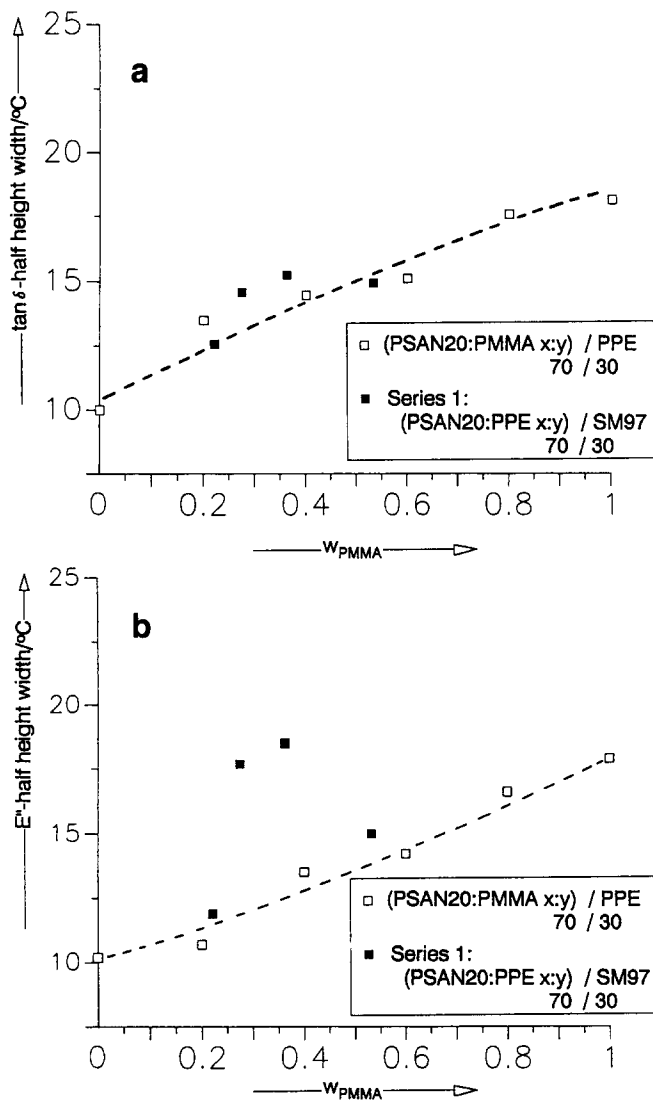 25
a
20
15
10
tan δ-half height width/ºC
□ (PSAN20:PMMA x:y) / PPE
70 / 30
■ Series 1:
(PSAN20:PPE x:y) / SM97
70 / 30
0 0.2 0.4 0.6 0.8 1
wPMMA
25
b
20
15
10
E"-half height width/ºC
□ (PSAN20:PMMA x:y) / PPE
70 / 30
■ Series 1:
(PSAN20:PPE x:y) / SM97
70 / 30
0 0.2 0.4 0.6 0.8 1
wPMMA